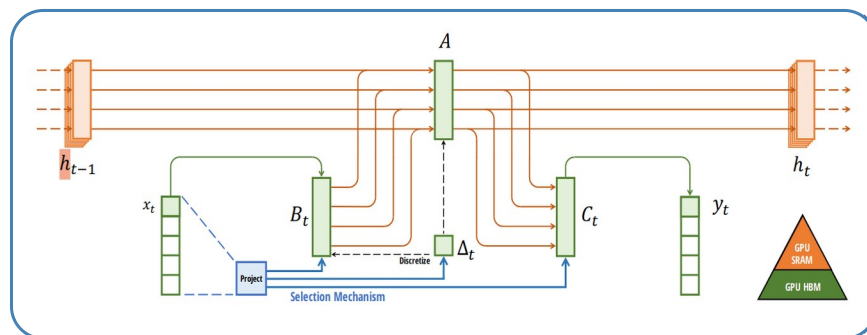 A
h_{t-1}
h_t
x_t
B_t
Δ_t
C_t
y_t
Discretize
Project
Selection Mechanism
GPU
SRAM
GPU HBM